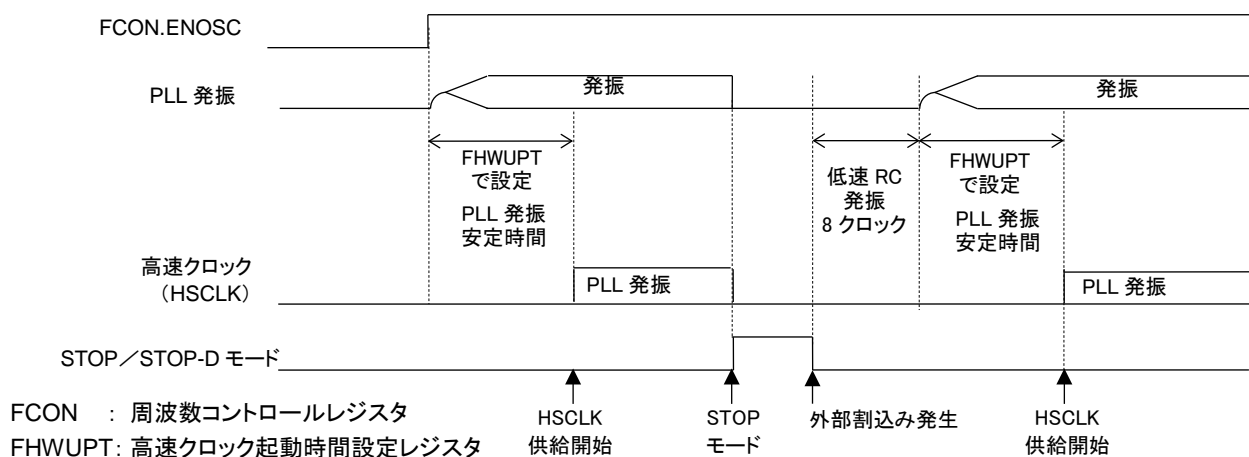 FCON.ENOSC
PLL 発振
発振
発振
FHWUPT
で設定
PLL 発振
安定時間
低速 RC
発振
8 クロック
FHWUPT
で設定
PLL 発振
安定時間
高速クロック
（HSCLK）
PLL 発振
PLL 発振
STOP／STOP-D モード
HSCLK
供給開始
STOP
モード
外部割込み発生
HSCLK
供給開始
FCON : 周波数コントロールレジスタ
FHWUPT: 高速クロック起動時間設定レジスタ